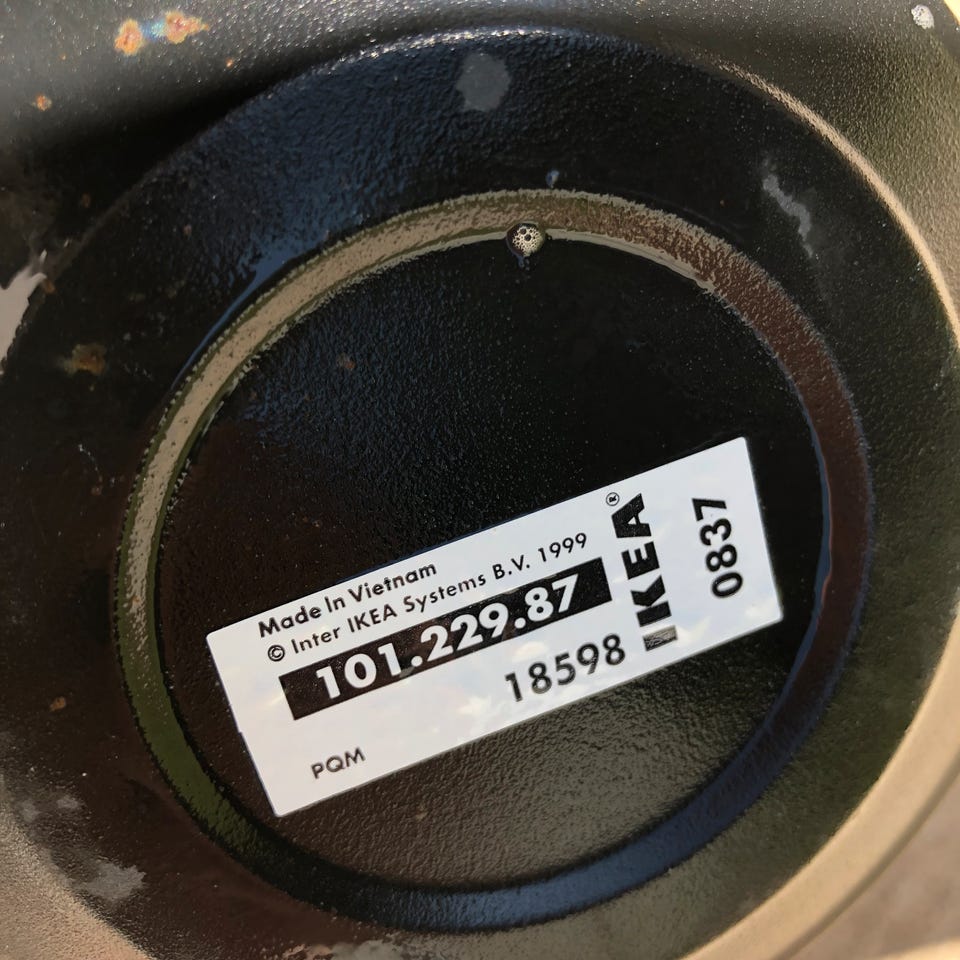 Made In Vietnam
© Inter IKEA Systems B.V. 1999
101.229.87
18598
PQM
IKEA®
0837